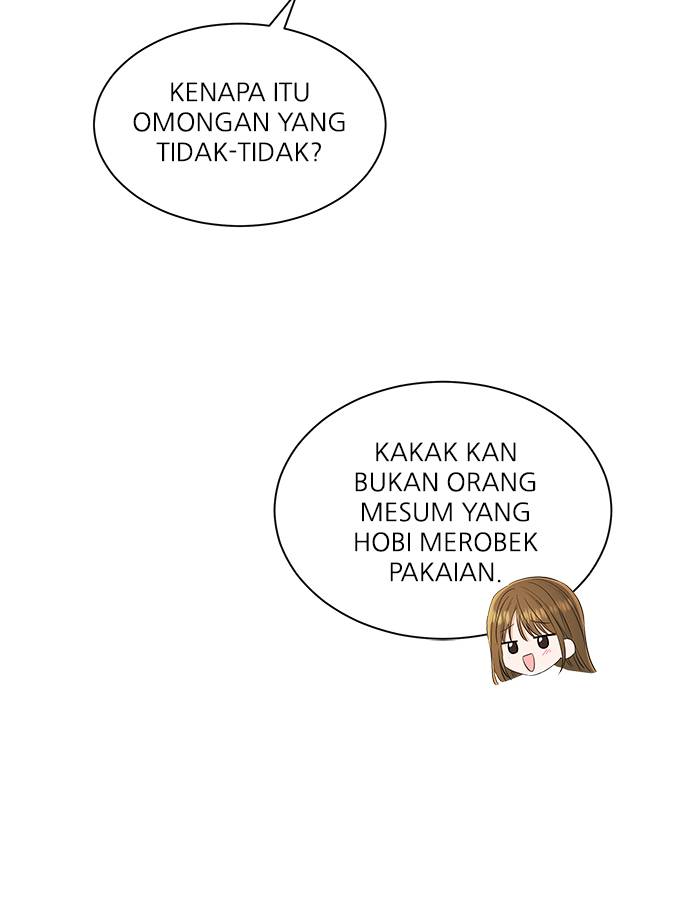 KENAPA ITU
OMONGAN YANG
TIDAK-TIDAK?
KAKAK KAN
BUKAN ORANG
MESUM YANG
HOBI MEROBEK
PAKAIAN.